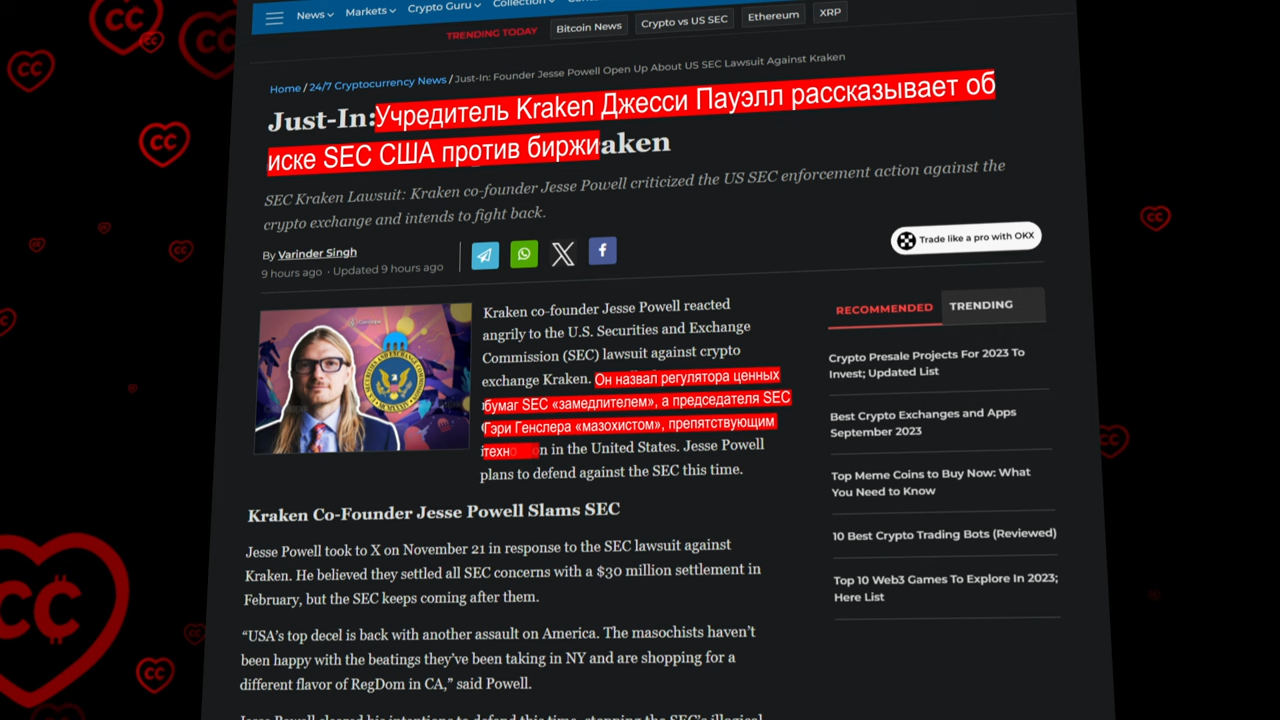 News Markets Crypto Guru Collection
TRENDING TODAY Bitcoin News Crypto vs US SEC Ethereum XRP
Home / 24/7 Cryptocurrency News / Just-In: Founder Jesse Powell Open Up About US SEC Lawsuit Against Kraken
Just-In:Учредитель Kraken Джесси Пауэлл рассказывает об
иске SEC США против биржиaken
SEC Kraken Lawsuit: Kraken co-founder Jesse Powell criticized the US SEC enforcement action against the
crypto exchange and intends to fight back.
By Varinder Singh
9 hours ago · Updated 9 hours ago
Trade like a pro with OKX
Kraken co-founder Jesse Powell reacted
angrily to the U.S. Securities and Exchange
Commission (SEC) lawsuit against crypto
exchange Kraken. Он назвал регулятора ценных
бумаг SEC «замедлителем», а председателя SEC
Гэри Генслера «мазохистом», препятствующим
техно on in the United States. Jesse Powell
plans to defend against the SEC this time.
RECOMMENDED TRENDING
Crypto Presale Projects For 2023 To
Invest; Updated List
Best Crypto Exchanges and Apps
September 2023
Top Meme Coins to Buy Now: What
You Need to Know
10 Best Crypto Trading Bots (Reviewed)
Top 10 Web3 Games To Explore In 2023;
Here List
Kraken Co-Founder Jesse Powell Slams SEC
Jesse Powell took to X on November 21 in response to the SEC lawsuit against
Kraken. He believed they settled all SEC concerns with a $30 million settlement in
February, but the SEC keeps coming after them.
“USA’s top decel is back with another assault on America. The masochists haven’t
been happy with the beatings they’ve been taking in NY and are shopping for a
different flavor of RegDom in CA,” said Powell.